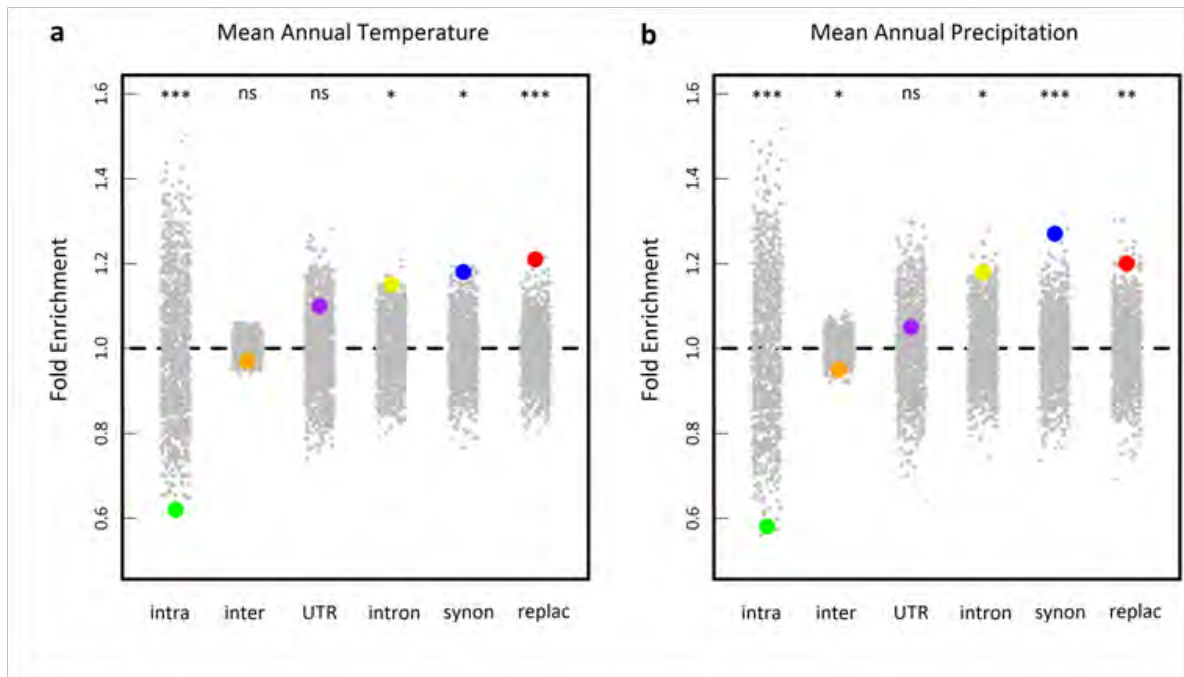 a Mean Annual Temperature
*** ns ns * * ***
Fold Enrichment
1.6
1.4
1.2
1.0
0.8
0.6
intra inter UTR intron synon replac
b Mean Annual Precipitation
*** * ns * *** **
Fold Enrichment
1.6
1.4
1.2
1.0
0.8
0.6
intra inter UTR intron synon replac